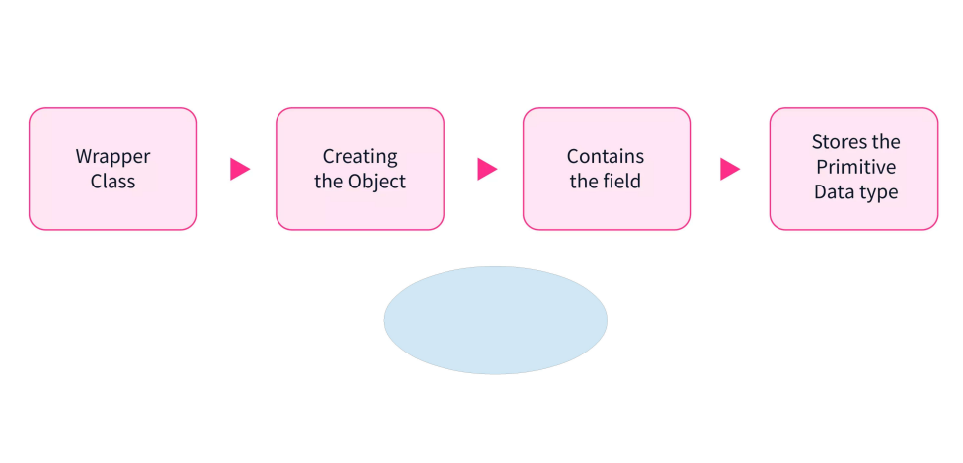 Wrapper
Class
Creating
the Object
Contains
the field
Stores the
Primitive
Data type